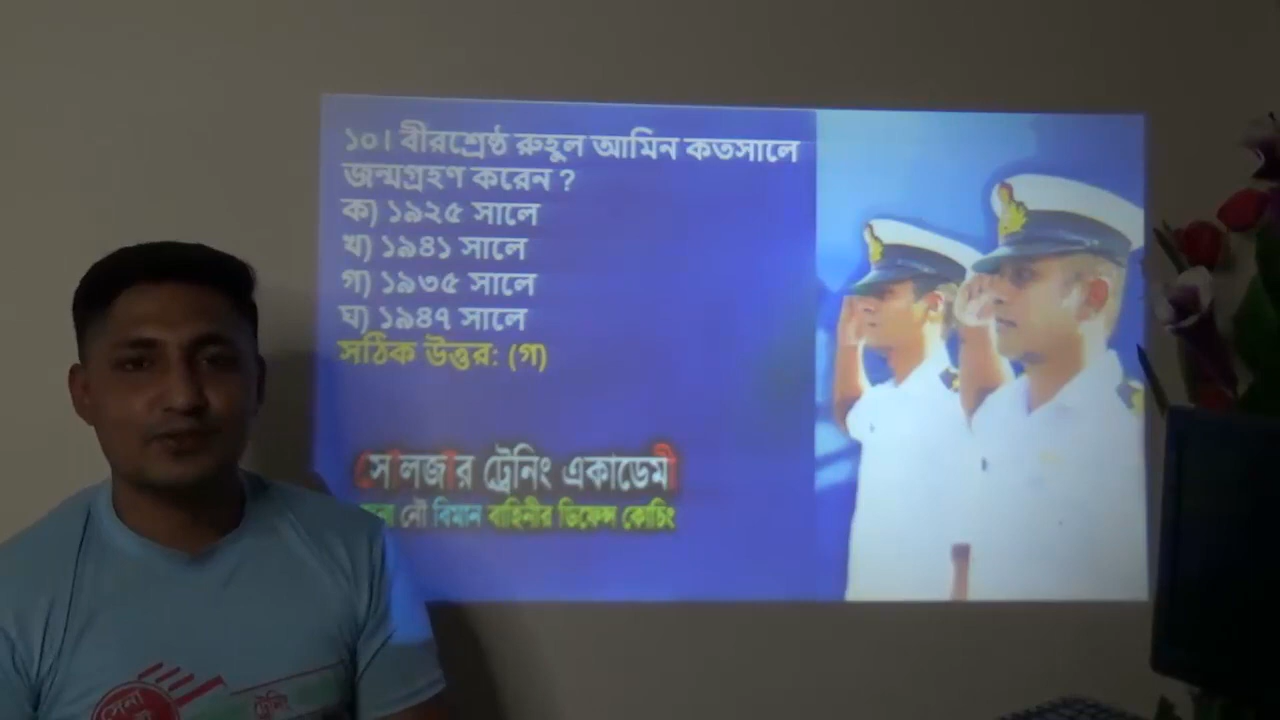 ১০। বীরশ্রেষ্ঠ রুহুল আমিন কতসালে
জন্মগ্রহণ করেন ?
ক) ১৯২৫ সালে
খ) ১৯৪১ সালে
গ) ১৯৩৫ সালে
ঘ) ১৯৪৭ সালে
সঠিক উত্তর: (গ)
সোলজার ট্রেনিং একাডেমী
নৌ বিমান বাহিনীর ডিফেন্স কোচিং
সেনা
ট্রেনিং